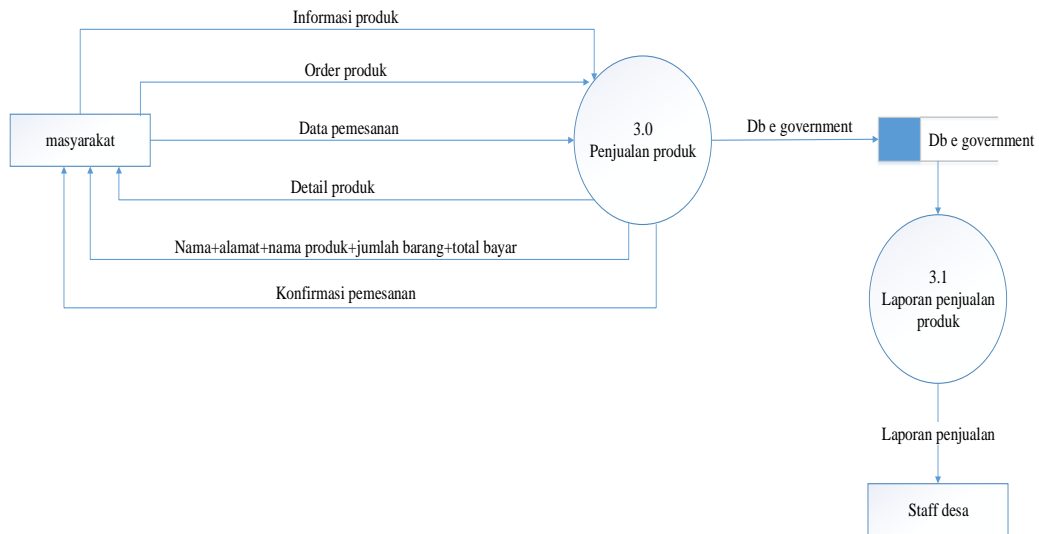 Informasi produk
Order produk
masyarakat
Data pemesanan
3.0
Penjualan produk
Db e government
Db e government
Detail produk
Nama+alamat+nama produk+jumlah barang+total bayar
Konfirmasi pemesanan
3.1
Laporan penjualan
produk
Laporan penjualan
Staff desa